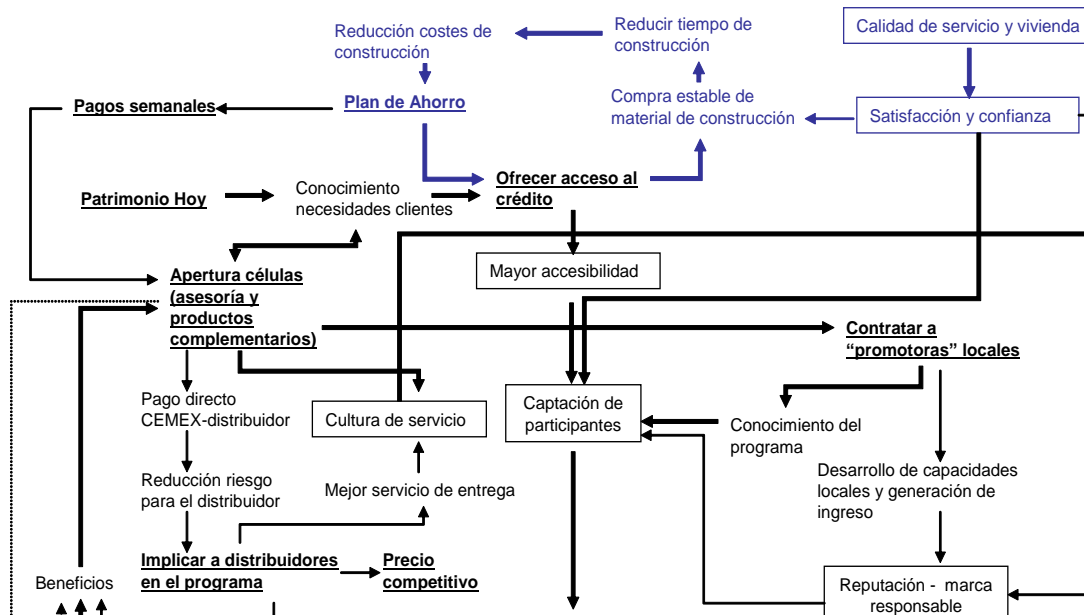 Reducción costes de
construcción
Reducir tiempo de
construcción
Calidad de servicio y vivienda
Pagos semanales
Plan de Ahorro
Compra estable de
material de construcción
Satisfacción y confianza
Patrimonio Hoy
Conocimiento
necesidades clientes
Ofrecer acceso al
crédito
Mayor accesibilidad
Apertura células
(asesoría y
productos
complementarios)
Contratar a
“promotoras” locales
Pago directo
CEMEX-distribuidor
Cultura de servicio
Captación de
participantes
Conocimiento del
programa
Reducción riesgo
para el distribuidor
Mejor servicio de entrega
Desarrollo de capacidades
locales y generación de
ingreso
Implicar a distribuidores
en el programa
Precio
competitivo
Beneficios
Reputación - marca
responsable